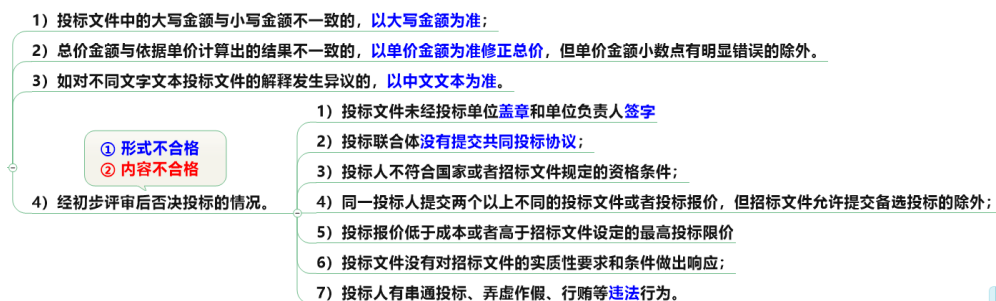 1）投标文件中的大写金额与小写金额不一致的，以大写金额为准；
2）总价金额与依据单价计算出的结果不一致的，以单价金额为准修正总价，但单价金额小数点有明显错误的除外。
3）如对不同文字文本投标文件的解释发生异议的，以中文文本为准。
① 形式不合格
② 内容不合格
4）经初步评审后否决投标的情况。
1）投标文件未经投标单位盖章和单位负责人签字
2）投标联合体没有提交共同投标协议；
3）投标人不符合国家或者招标文件规定的资格条件；
4）同一投标人提交两个以上不同的投标文件或者投标报价，但招标文件允许提交备选投标的除外；
5）投标报价低于成本或者高于招标文件设定的最高投标限价
6）投标文件没有对招标文件的实质性要求和条件做出响应；
7）投标人有串通投标、弄虚作假、行贿等违法行为。